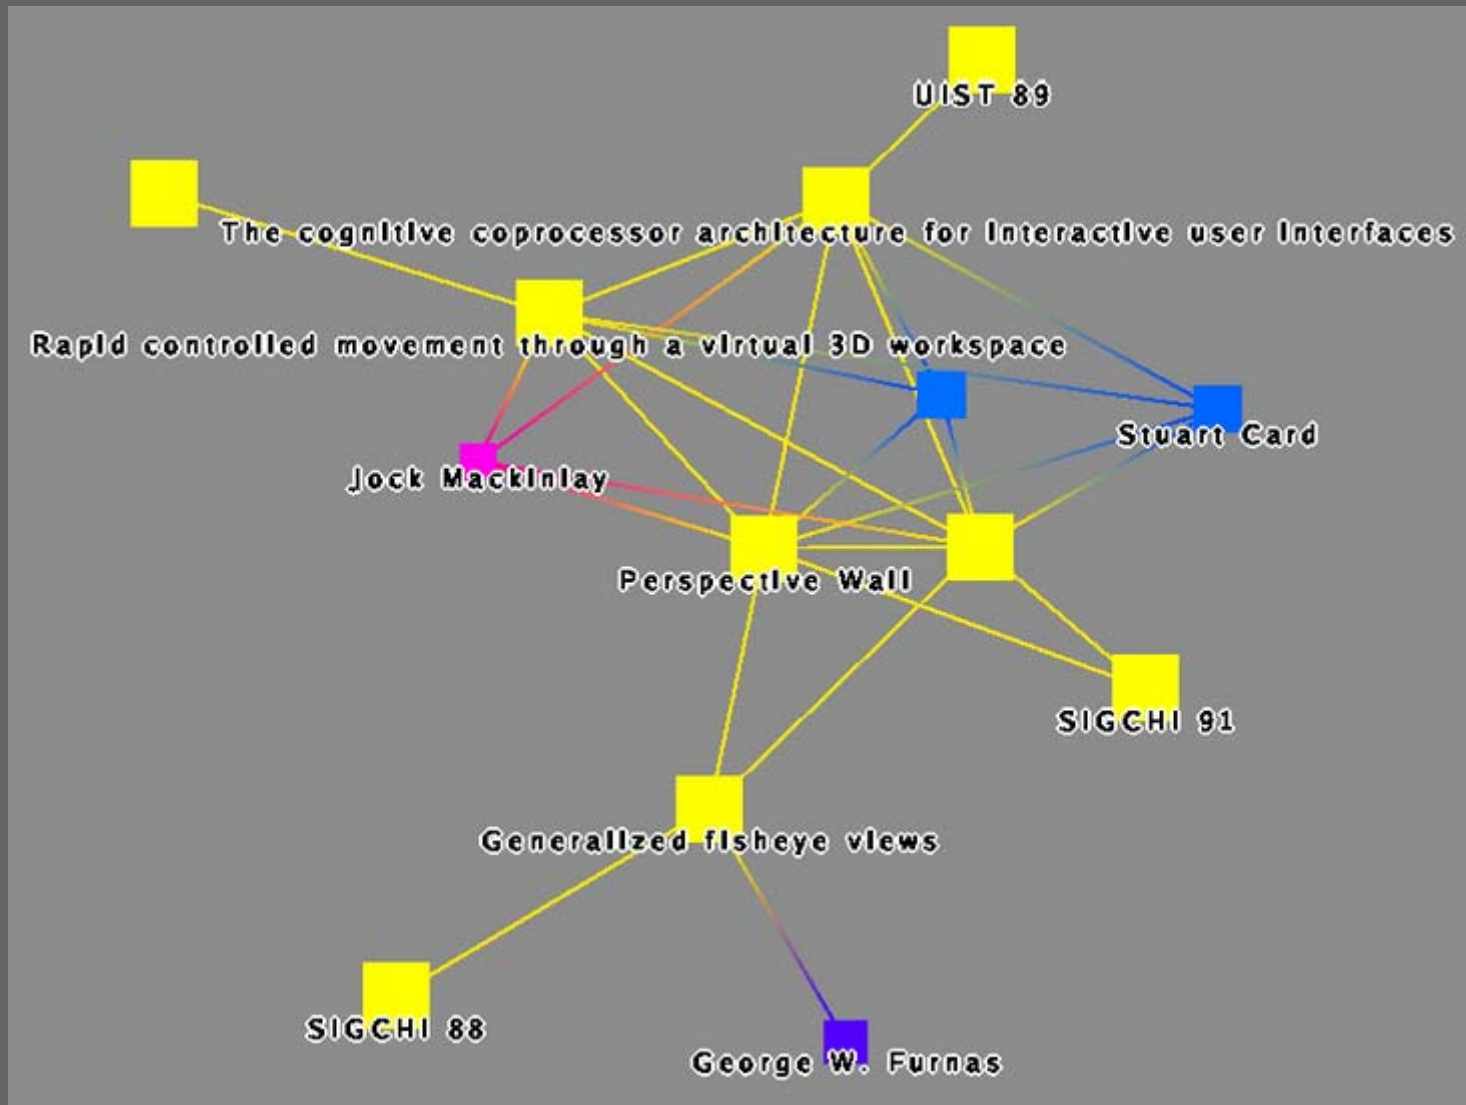 UIST 89
The cognitive coprocessor architecture for interactive user interfaces
Rapid controlled movement through a virtual 3D workspace
Stuart Card
Jock Mackinlay
Perspective Wall
SIGCHI 91
Generalized fisheye views
SIGCHI 88
George W. Furnas